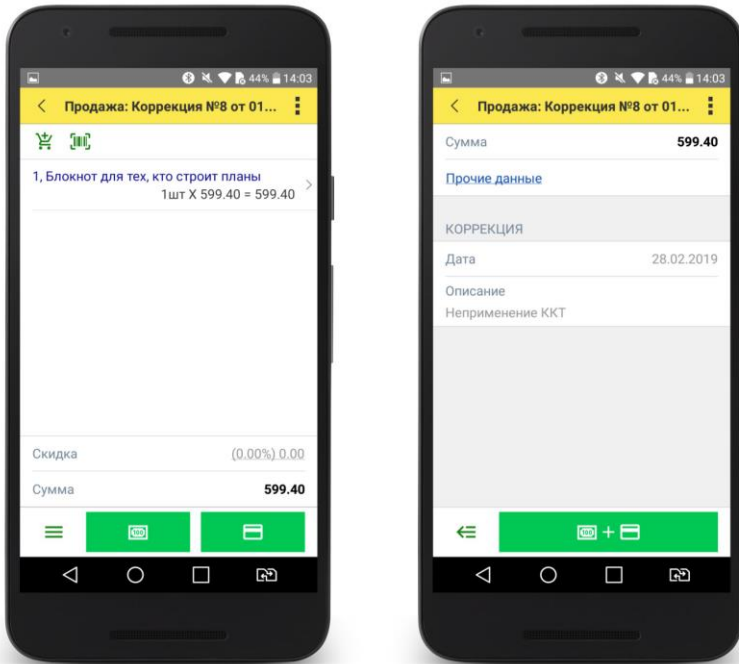 44% 14:03
Продажа: Коррекция №8 от 01...
1, Блокнот для тех, кто строит планы
1шт X 599.40 = 599.40
Скидка (0.00%) 0.00
Сумма 599.40
100
44% 14:03
Продажа: Коррекция №8 от 01...
Сумма 599.40
Прочие данные
КОРРЕКЦИЯ
Дата 28.02.2019
Описание
Неприменение ККТ
100 +